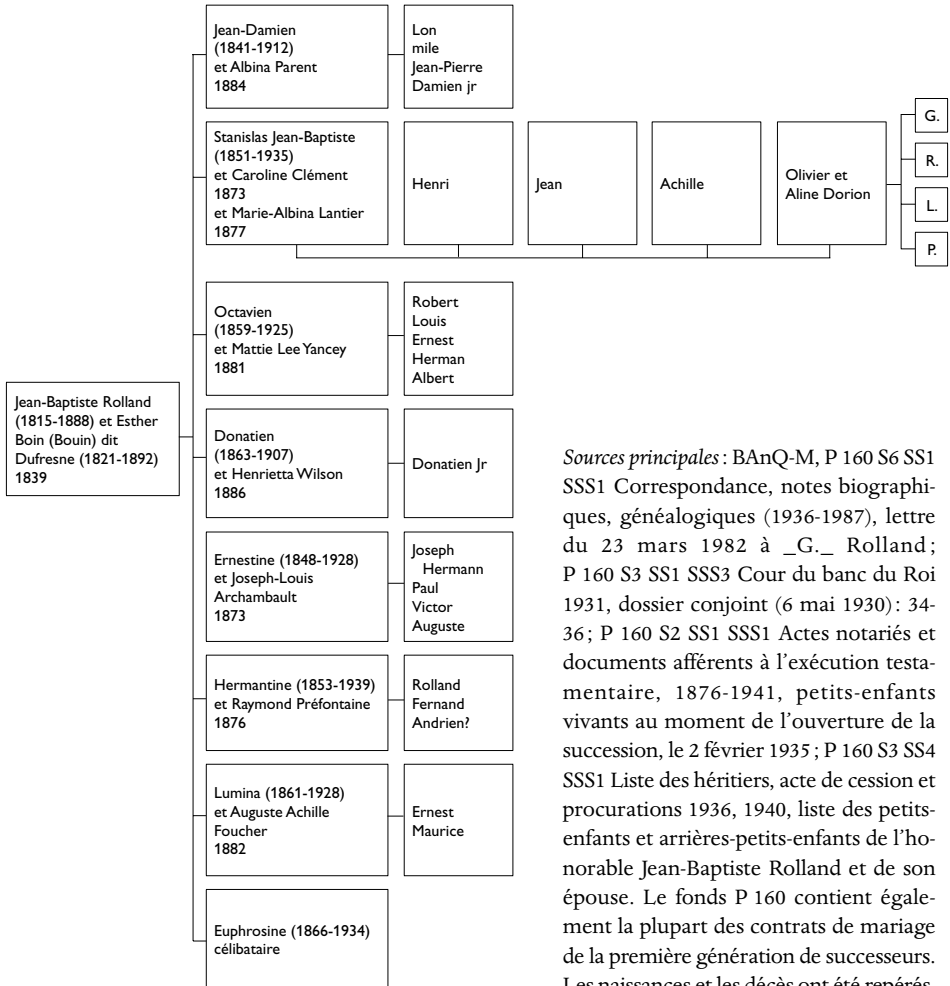 Jean-Damien
(1841-1912)
et Albina Parent
1884
Lon
mile
Jean-Pierre
Damien jr
Stanislas Jean-Baptiste
(1851-1935)
et Caroline Clément
1873
et Marie-Albina Lantier
1877
Henri
Jean
Achille
Olivier et
Aline Dorion
G.
R.
L.
P.
Octavien
(1859-1925)
et Mattie Lee Yancey
1881
Robert
Louis
Ernest
Herman
Albert
Jean-Baptiste Rolland
(1815-1888) et Esther
Boin (Bouin) dit
Dufresne (1821-1892)
1839
Donatien
(1863-1907)
et Henrietta Wilson
1886
Donatien Jr
Ernestine (1848-1928)
et Joseph-Louis
Archambault
1873
Joseph
Hermann
Paul
Victor
Auguste
Hermantine (1853-1939)
et Raymond Préfontaine
1876
Rolland
Fernand
Andrien?
Lumina (1861-1928)
et Auguste Achille
Foucher
1882
Ernest
Maurice
Euphrosine (1866-1934)
célibataire
Sources principales : BAnQ-M, P 160 S6 SS1
SSS1 Correspondance, notes biographi-
ques, généalogiques (1936-1987), lettre
du 23 mars 1982 à _G._ Rolland ;
P 160 S3 SS1 SSS3 Cour du banc du Roi
1931, dossier conjoint (6 mai 1930) : 34-
36 ; P 160 S2 SS1 SSS1 Actes notariés et
documents afférents à l'exécution testa-
mentaire, 1876-1941, petits-enfants
vivants au moment de l'ouverture de la
succession, le 2 février 1935 ; P 160 S3 SS4
SSS1 Liste des héritiers, acte de cession et
procurations 1936, 1940, liste des petits-
enfants et arrières-petits-enfants de l'ho-
norable Jean-Baptiste Rolland et de son
épouse. Le fonds P 160 contient égale-
ment la plupart des contrats de mariage
de la première génération de successeurs.
Les naissances et les décès ont été repérés